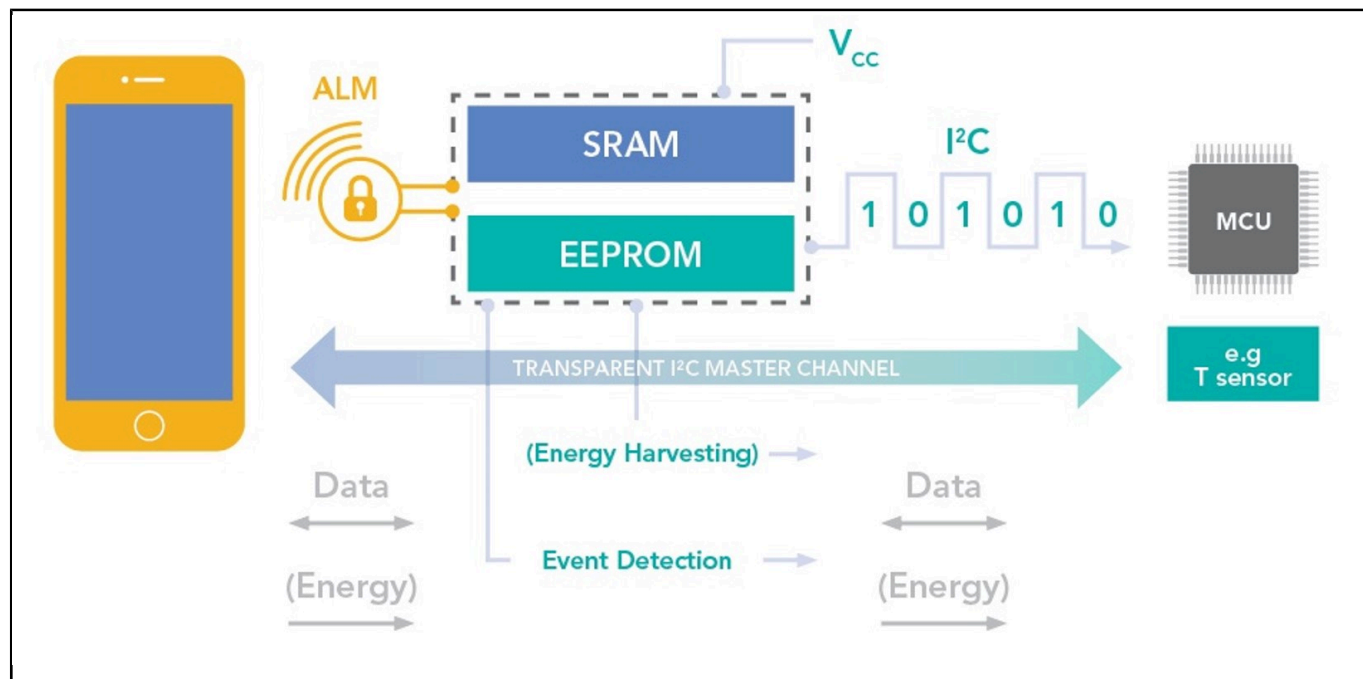 V_CC
ALM
SRAM
I²C
1 0 1 0 1 0
MCU
EEPROM
TRANSPARENT I²C MASTER CHANNEL
e.g
T sensor
(Energy Harvesting)
Data
Data
Event Detection
(Energy)
(Energy)